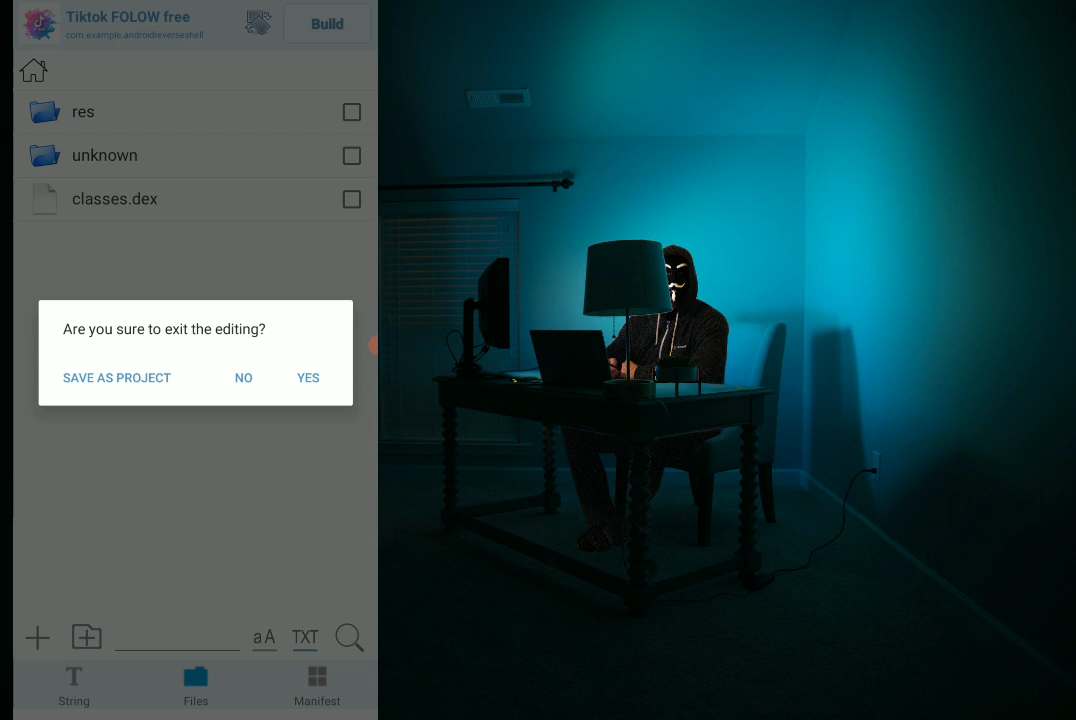 Tiktok FOLOW free
com.example.androidreverseshell
Build
res
unknown
classes.dex
Are you sure to exit the editing?
SAVE AS PROJECT NO YES
aA TXT
String Files Manifest